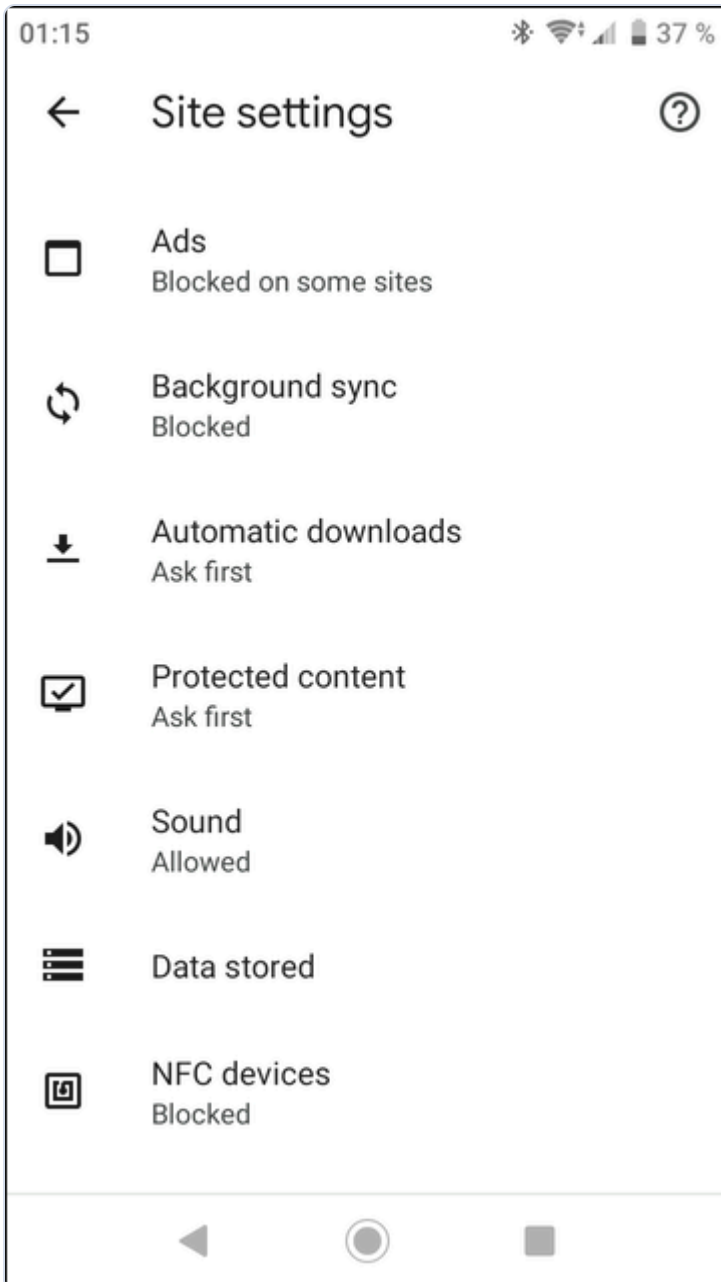 01:15
37 %
Site settings
Ads
Blocked on some sites
Background sync
Blocked
Automatic downloads
Ask first
Protected content
Ask first
Sound
Allowed
Data stored
NFC devices
Blocked